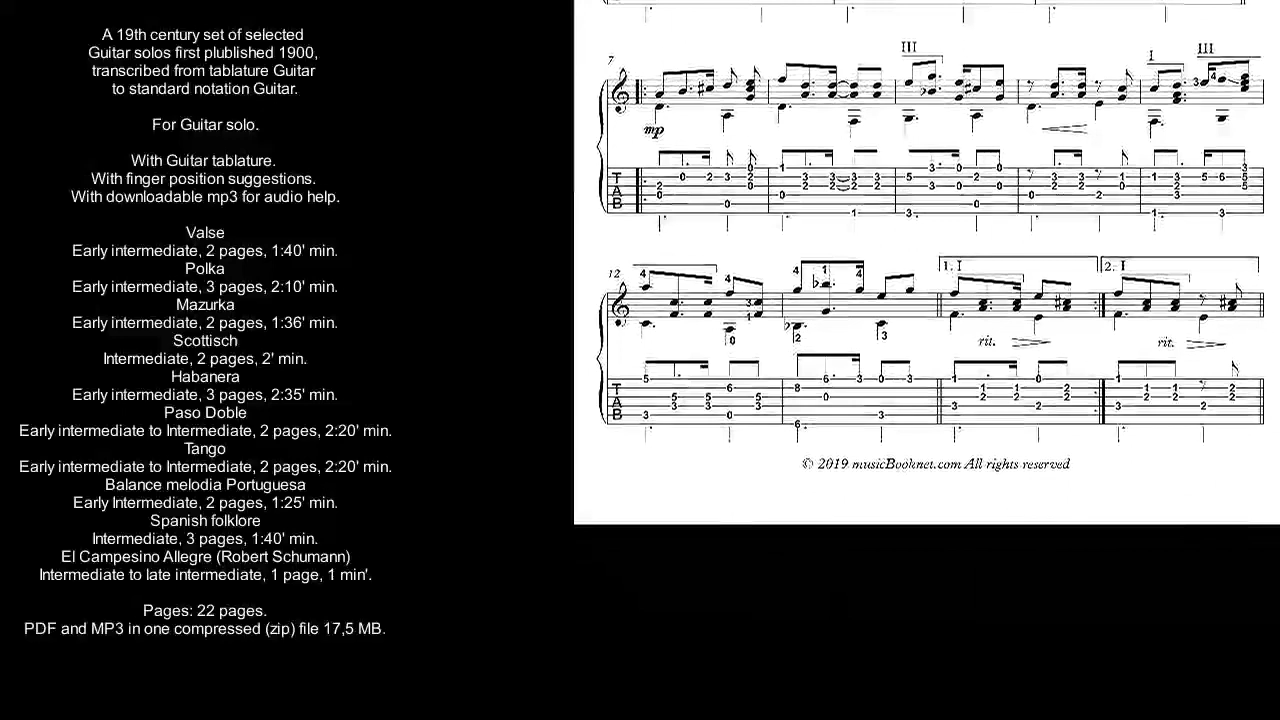 A 19th century set of selected
Guitar solos first plublished 1900,
transcribed from tablature Guitar
to standard notation Guitar.
For Guitar solo.
With Guitar tablature.
With finger position suggestions.
With downloadable mp3 for audio help.
Valse
Early intermediate, 2 pages, 1:40' min.
Polka
Early intermediate, 3 pages, 2:10' min.
Mazurka
Early intermediate, 2 pages, 1:36' min.
Scottisch
Intermediate, 2 pages, 2' min.
Habanera
Early intermediate, 3 pages, 2:35' min.
Paso Doble
Early intermediate to Intermediate, 2 pages, 2:20' min.
Tango
Early intermediate to Intermediate, 2 pages, 2:20' min.
Balance melodia Portuguesa
Early Intermediate, 2 pages, 1:25' min.
Spanish folklore
Intermediate, 3 pages, 1:40' min.
El Campesino Allegre (Robert Schumann)
Intermediate to late intermediate, 1 page, 1 min'.
Pages: 22 pages.
PDF and MP3 in one compressed (zip) file 17,5 MB.
7
III
I
III
mp
12
1. I
2. I
rit.
rit.
© 2019 musicBooknet.com All rights reserved